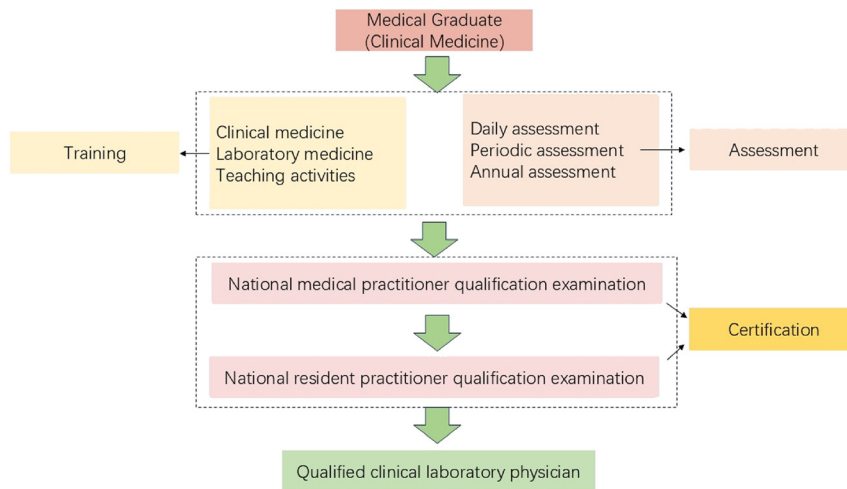 Medical Graduate
(Clinical Medicine)
Training
Clinical medicine
Laboratory medicine
Teaching activities
Daily assessment
Periodic assessment
Annual assessment
Assessment
National medical practitioner qualification examination
Certification
National resident practitioner qualification examination
Qualified clinical laboratory physician